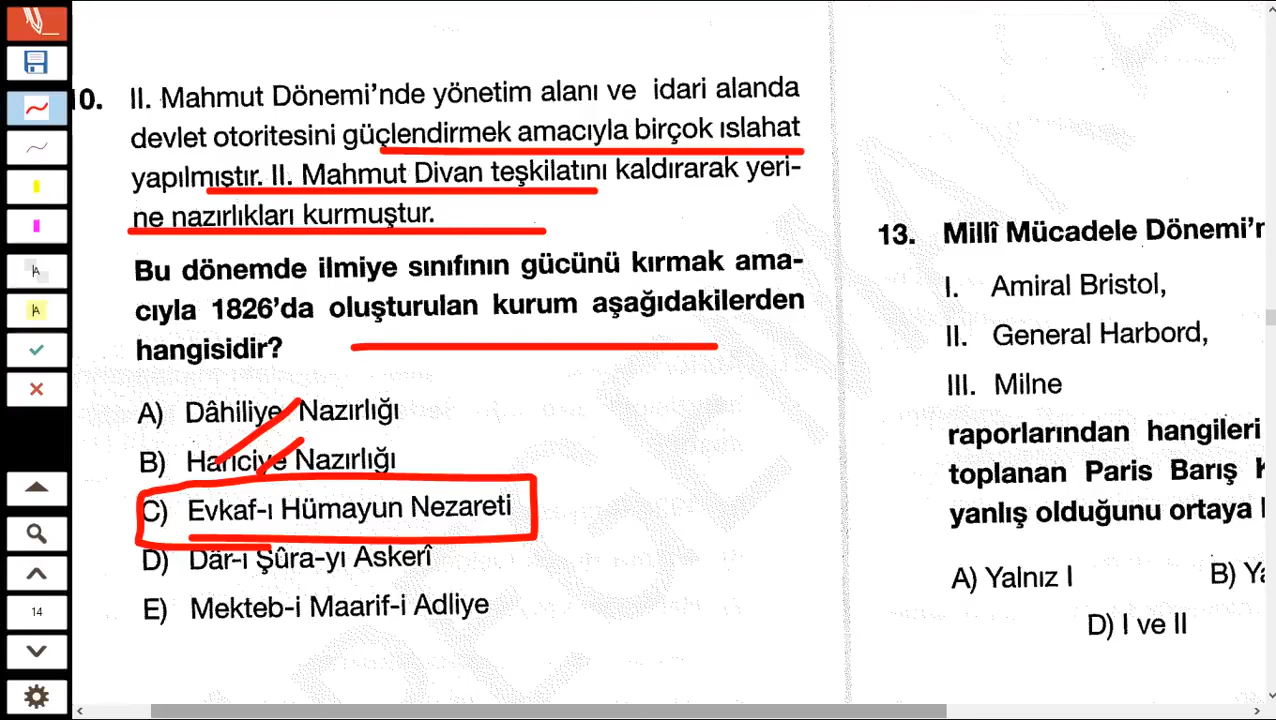 10. II. Mahmut Dönemi'nde yönetim alanı ve idari alanda
devlet otoritesini güçlendirmek amacıyla birçok ıslahat
yapılmıştır. II. Mahmut Divan teşkilatını kaldırarak yeri-
ne nazırlıkları kurmuştur.
Bu dönemde ilmiye sınıfının gücünü kırmak ama-
cıyla 1826'da oluşturulan kurum aşağıdakilerden
hangisidir?
A) Dâhiliye Nazırlığı
B) Hariciye Nazırlığı
C) Evkaf-ı Hümayun Nezareti
D) Dâr-ı Şûra-yı Askerî
E) Mekteb-i Maarif-i Adliye
13. Millî Mücadele Dönemi'n
I. Amiral Bristol,
II. General Harbord,
III. Milne
raporlarından hangileri
toplanan Paris Barış K
yanlış olduğunu ortaya
A) Yalnız I B) Ya
D) I ve II
14